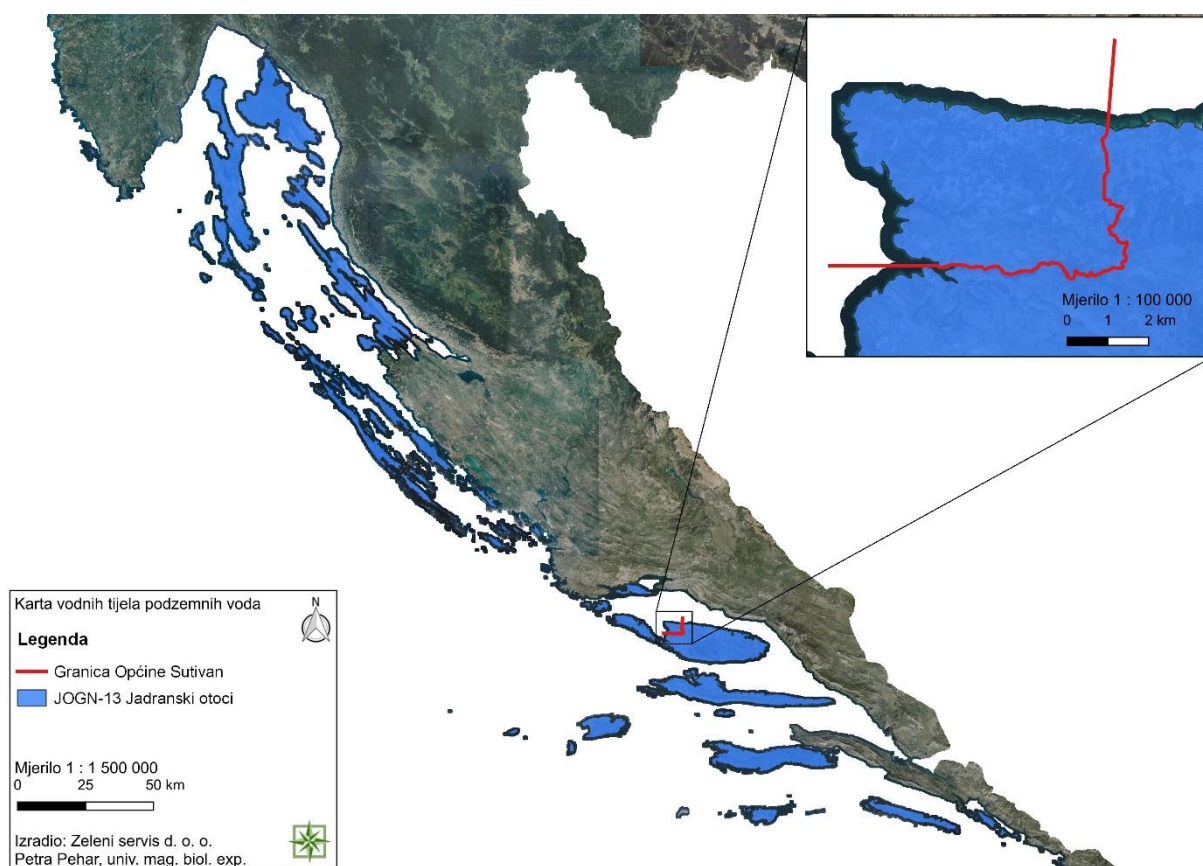 Mjerilo 1 : 100 000
0 1 2 km
Karta vodnih tijela podzemnih voda
N
Legenda
Granica Općine Sutivan
JOGN-13 Jadranski otoci
Mjerilo 1 : 1 500 000
0 25 50 km
Izradio: Zeleni servis d. o. o.
Petra Pehar, univ. mag. biol. exp.